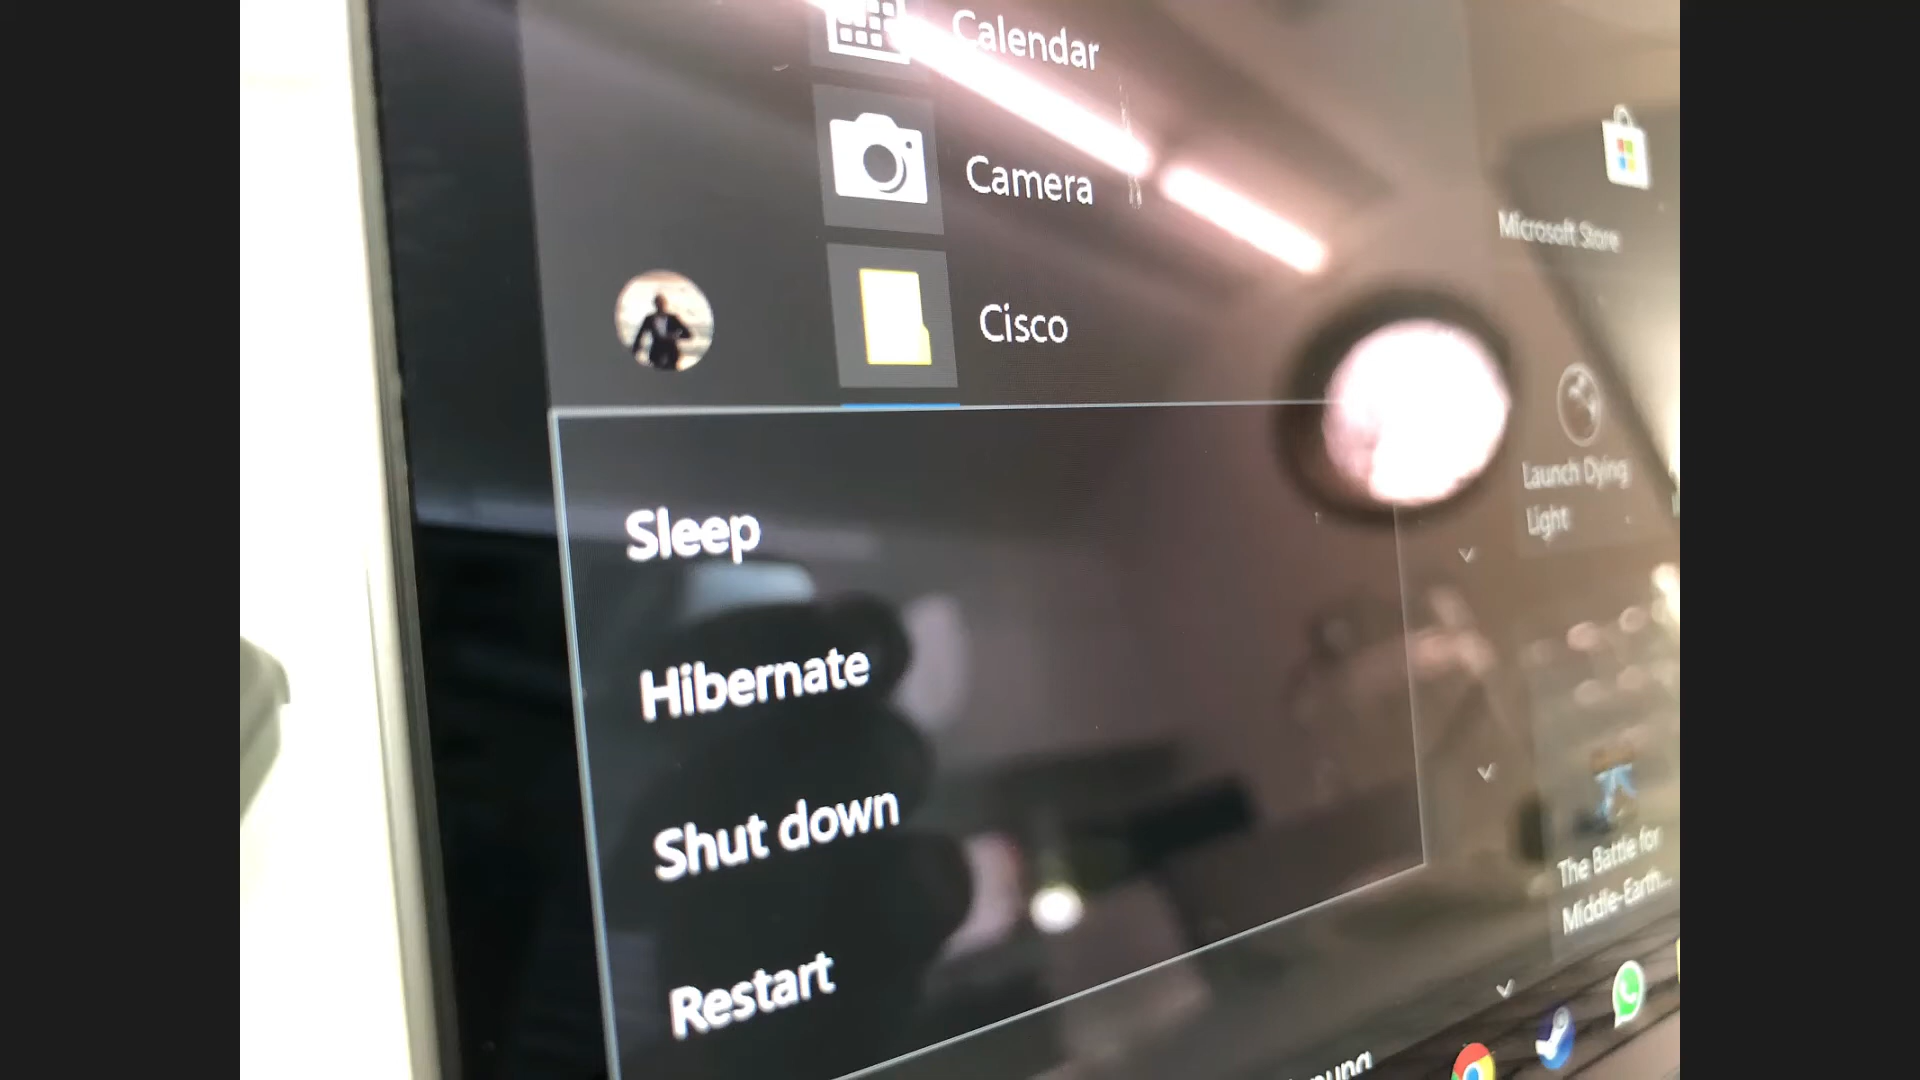 Calendar
Camera
Cisco
Microsoft Store
Launch Dying
Light
Sleep
Hibernate
Shut down
Restart
The Battle for
Middle-Earth...